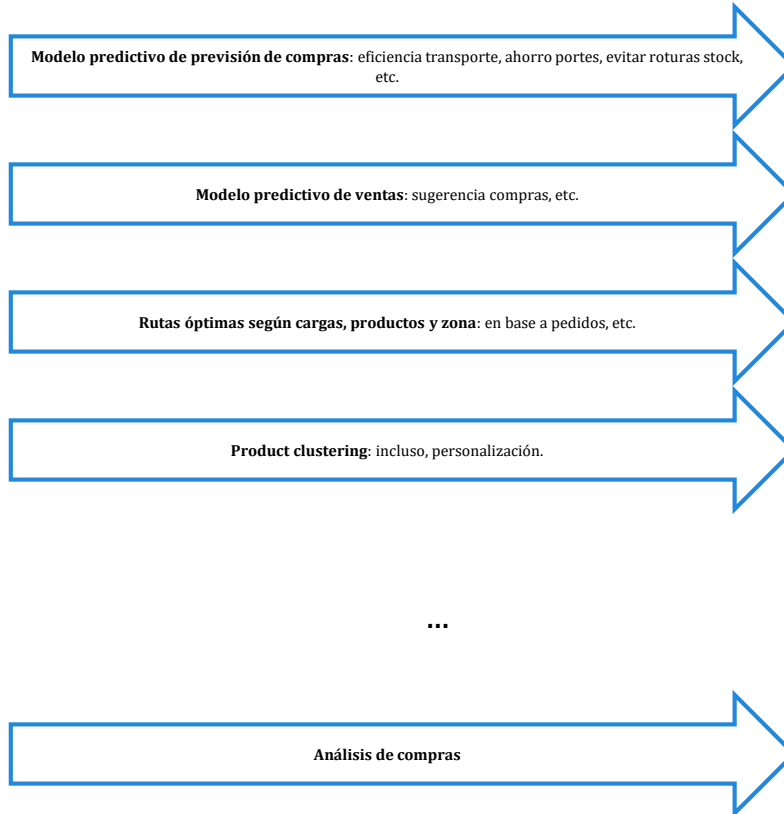 Modelo predictivo de previsión de compras: eficiencia transporte, ahorro portes, evitar roturas stock,
etc.
Modelo predictivo de ventas: sugerencia compras, etc.
Rutas óptimas según cargas, productos y zona: en base a pedidos, etc.
Product clustering: incluso, personalización.
...
Análisis de compras